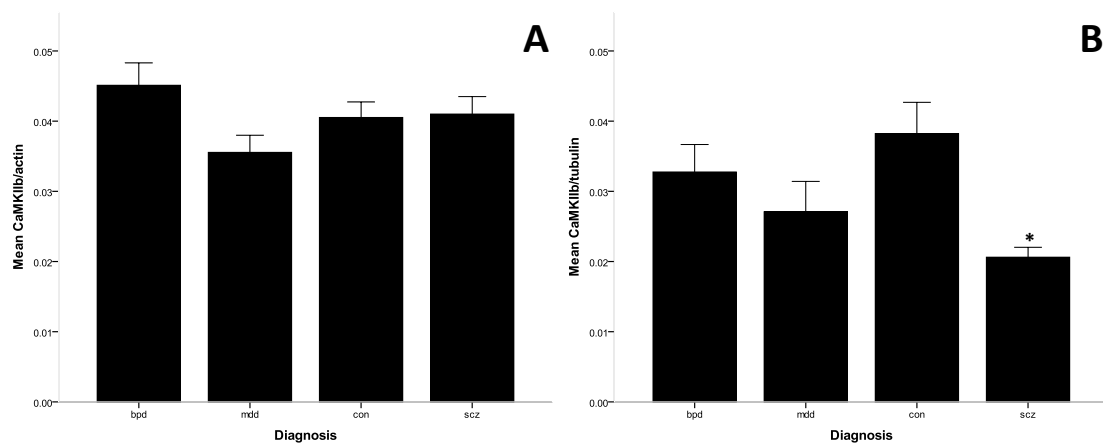 A
0.05
0.04
0.03
0.02
0.01
0.00
Mean CaMKIIb/actin
bpd mdd con scz
Diagnosis
B
0.05
0.04
0.03
0.02
0.01
0.00
Mean CaMKIIb/tubulin
*
bpd mdd con scz
Diagnosis